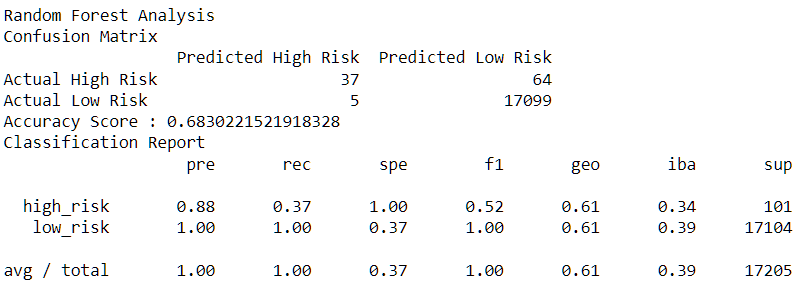 Random Forest Analysis
Confusion Matrix
Predicted High Risk Predicted Low Risk
Actual High Risk 37 64
Actual Low Risk 5 17099
Accuracy Score : 0.6830221521918328
Classification Report
pre rec spe f1 geo iba sup
high_risk 0.88 0.37 1.00 0.52 0.61 0.34 101
low_risk 1.00 1.00 0.37 1.00 0.61 0.39 17104
avg / total 1.00 1.00 0.37 1.00 0.61 0.39 17205